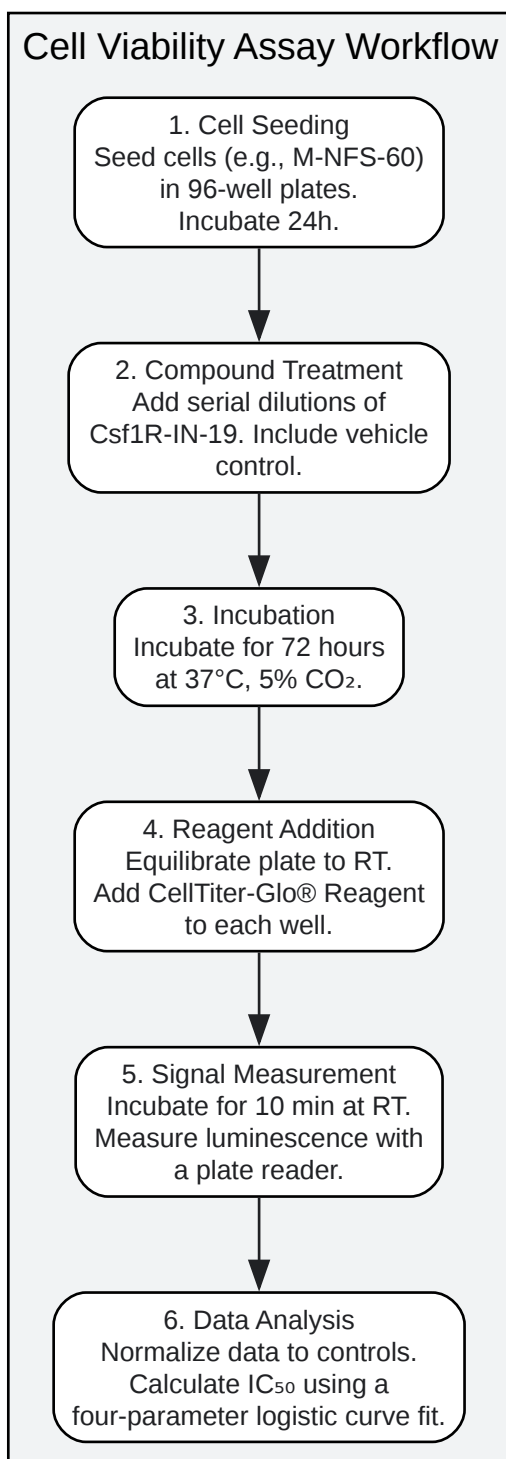 Cell Viability Assay Workflow
1. Cell Seeding
Seed cells (e.g., M-NFS-60)
in 96-well plates.
Incubate 24h.
2. Compound Treatment
Add serial dilutions of
Csf1R-IN-19. Include vehicle
control.
3. Incubation
Incubate for 72 hours
at 37°C, 5% CO₂.
4. Reagent Addition
Equilibrate plate to RT.
Add CellTiter-Glo® Reagent
to each well.
5. Signal Measurement
Incubate for 10 min at RT.
Measure luminescence with
a plate reader.
6. Data Analysis
Normalize data to controls.
Calculate IC₅₀ using a
four-parameter logistic curve fit.